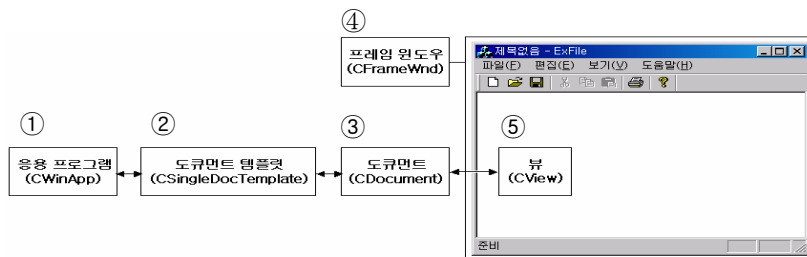 ④
프레임 윈도우
(CFrameWnd)
제목없음 - ExFile
파일(F) 편집(E) 보기(V) 도움말(H)
①
응용 프로그램
(CWinApp)
②
도큐먼트 템플릿
(CSingleDocTemplate)
③
도큐먼트
(CDocument)
⑤
뷰
(CView)
준비